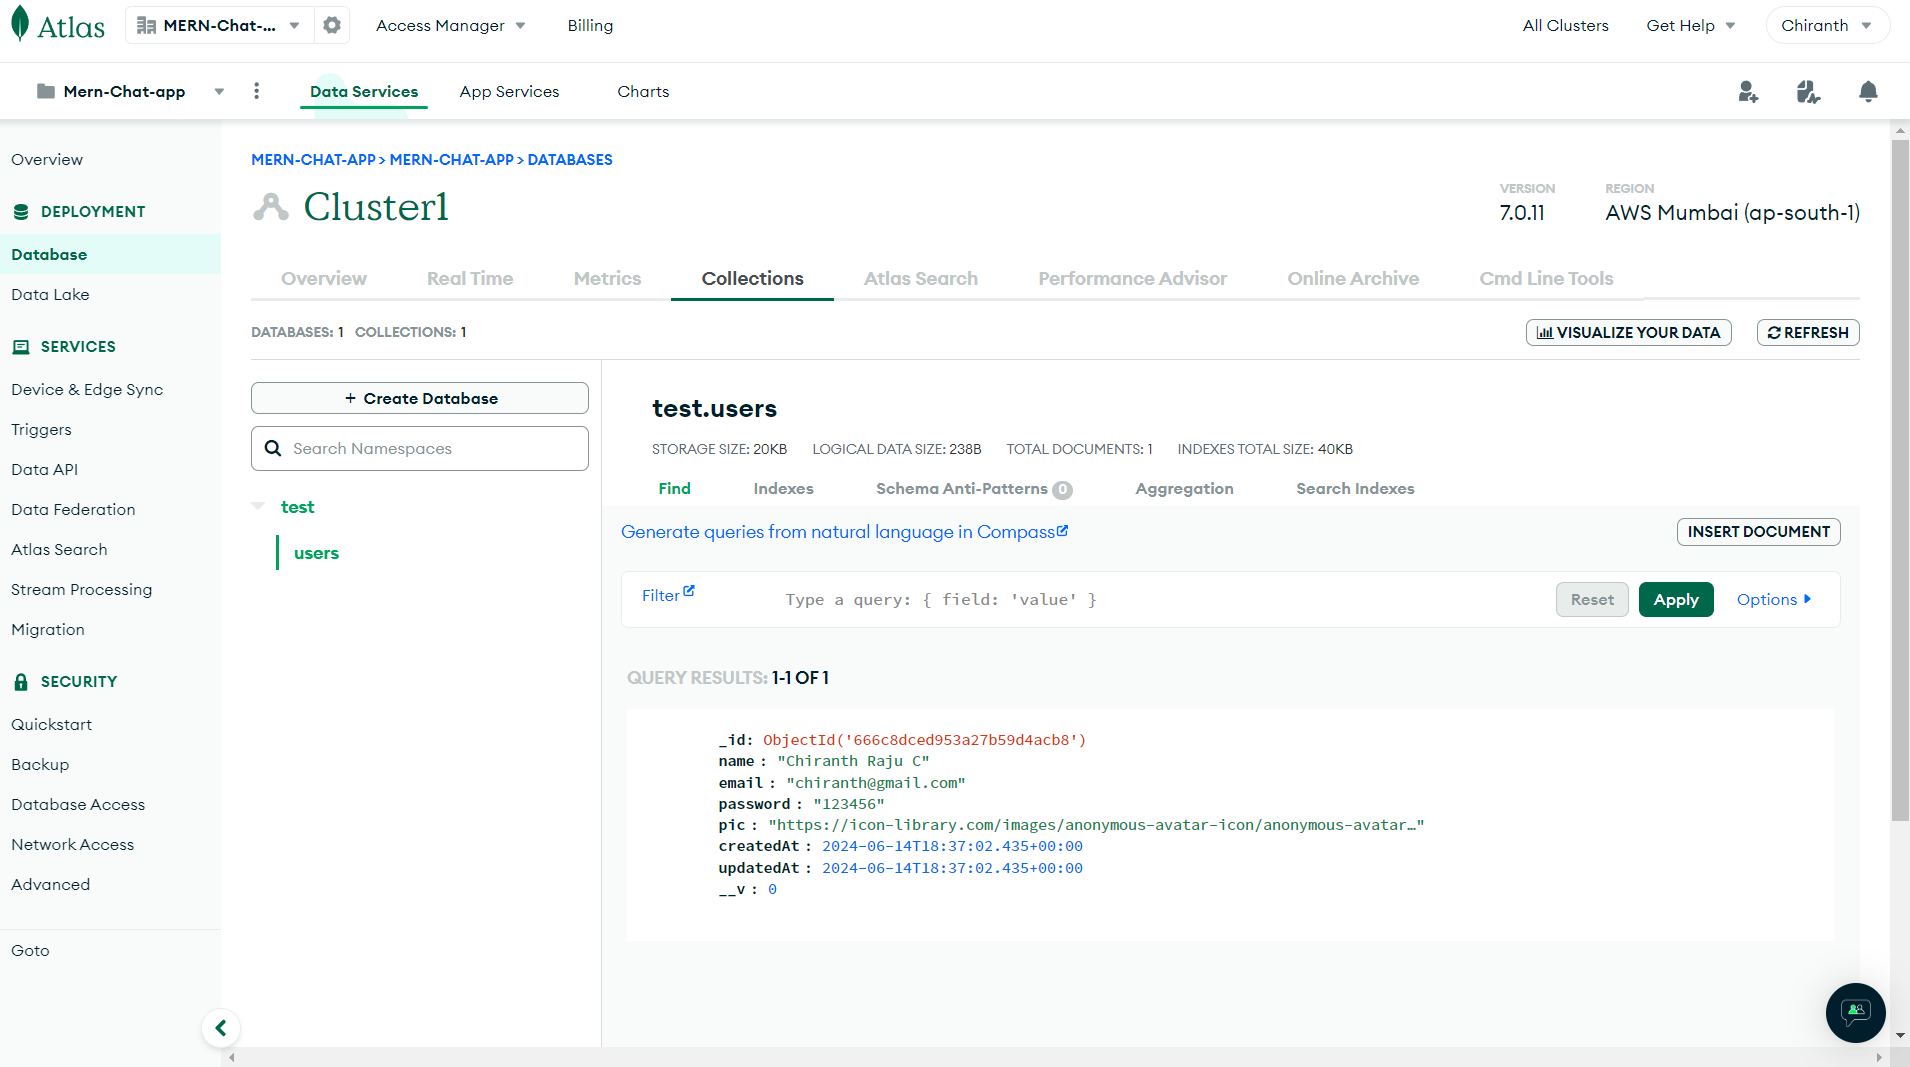 Atlas
MERN-Chat-...
Access Manager
Billing
All Clusters
Get Help
Chiranth
Mern-Chat-app
Data Services
App Services
Charts
Overview
DEPLOYMENT
Database
Data Lake
SERVICES
Device & Edge Sync
Triggers
Data API
Data Federation
Atlas Search
Stream Processing
Migration
SECURITY
Quickstart
Backup
Database Access
Network Access
Advanced
Goto
MERN-CHAT-APP > MERN-CHAT-APP > DATABASES
Cluster1
VERSION
7.0.11
REGION
AWS Mumbai (ap-south-1)
Overview
Real Time
Metrics
Collections
Atlas Search
Performance Advisor
Online Archive
Cmd Line Tools
DATABASES: 1 COLLECTIONS: 1
VISUALIZE YOUR DATA
REFRESH
+ Create Database
Search Namespaces
test
users
test.users
STORAGE SIZE: 20KB LOGICAL DATA SIZE: 238B TOTAL DOCUMENTS: 1 INDEXES TOTAL SIZE: 40KB
Find
Indexes
Schema Anti-Patterns 0
Aggregation
Search Indexes
Generate queries from natural language in Compass
INSERT DOCUMENT
Filter
Type a query: { field: 'value' }
Reset
Apply
Options
QUERY RESULTS: 1-1 OF 1
_id: ObjectId('666c8dced953a27b59d4acb8')
name : "Chiranth Raju C"
email : "chiranth@gmail.com"
password : "123456"
pic : "https://icon-library.com/images/anonymous-avatar-icon/anonymous-avatar…"
createdAt : 2024-06-14T18:37:02.435+00:00
updatedAt : 2024-06-14T18:37:02.435+00:00
__v : 0